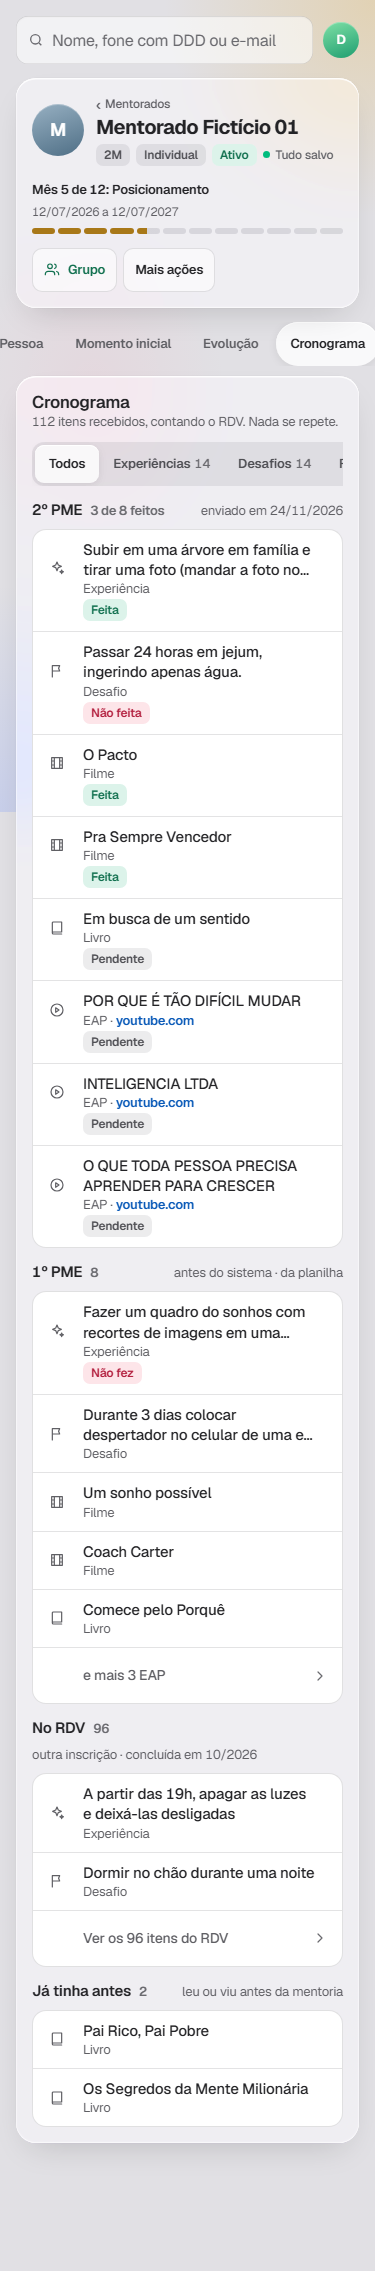 Nome, fone com DDD ou e-mail
D
M
‹ Mentorados
Mentorado Fictício 01
2M Individual Ativo Tudo salvo
Mês 5 de 12: Posicionamento
12/07/2026 a 12/07/2027
Grupo Mais ações
Pessoa Momento inicial Evolução Cronograma
Cronograma
112 itens recebidos, contando o RDV. Nada se repete.
Todos Experiências 14 Desafios 14
2º PME 3 de 8 feitos enviado em 24/11/2026
Subir em uma árvore em família e
tirar uma foto (mandar a foto no...
Experiência
Feita
Passar 24 horas em jejum,
ingerindo apenas água.
Desafio
Não feita
O Pacto
Filme
Feita
Pra Sempre Vencedor
Filme
Feita
Em busca de um sentido
Livro
Pendente
POR QUE É TÃO DIFÍCIL MUDAR
EAP · youtube.com
Pendente
INTELIGENCIA LTDA
EAP · youtube.com
Pendente
O QUE TODA PESSOA PRECISA
APRENDER PARA CRESCER
EAP · youtube.com
Pendente
1º PME 8 antes do sistema · da planilha
Fazer um quadro do sonhos com
recortes de imagens em uma...
Experiência
Não fez
Durante 3 dias colocar
despertador no celular de uma e...
Desafio
Um sonho possível
Filme
Coach Carter
Filme
Comece pelo Porquê
Livro
e mais 3 EAP
No RDV 96
outra inscrição · concluída em 10/2026
A partir das 19h, apagar as luzes
e deixá-las desligadas
Experiência
Dormir no chão durante uma noite
Desafio
Ver os 96 itens do RDV
Já tinha antes 2 leu ou viu antes da mentoria
Pai Rico, Pai Pobre
Livro
Os Segredos da Mente Milionária
Livro